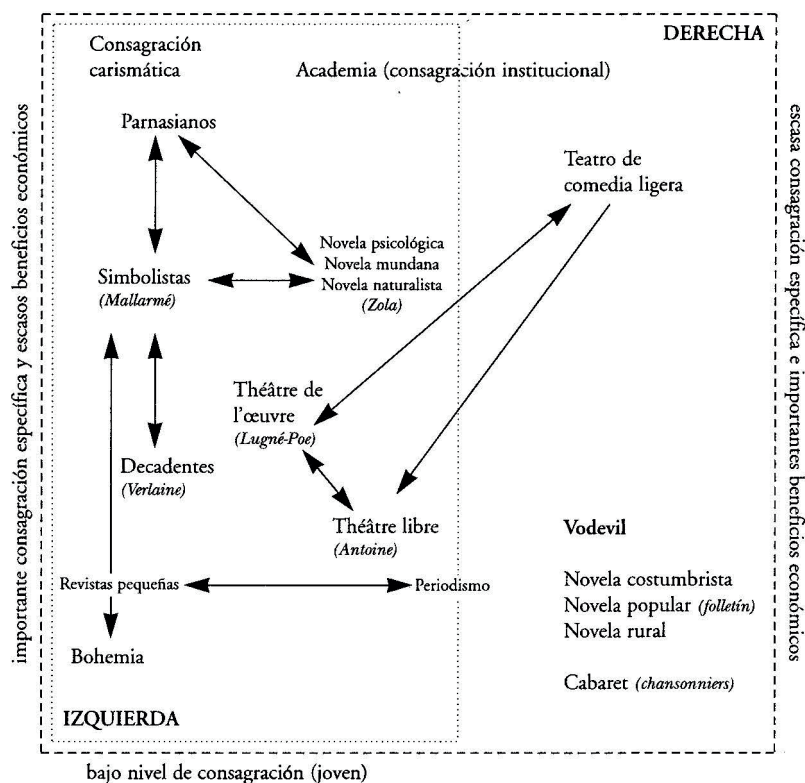 DERECHA
Consagración
carismática
Academia (consagración institucional)
Parnasianos
Teatro de
comedia ligera
Novela psicológica
Novela mundana
Novela naturalista
(Zola)
Simbolistas
(Mallarmé)
Théâtre de
l'œuvre
(Lugné-Poe)
Decadentes
(Verlaine)
Théâtre libre
(Antoine)
Vodevil
Revistas pequeñas
Periodismo
Novela costumbrista
Novela popular (folletín)
Novela rural
Bohemia
Cabaret (chansonniers)
IZQUIERDA
bajo nivel de consagración (joven)
importante consagración específica y escasos beneficios económicos
escasa consagración específica e importantes beneficios económicos